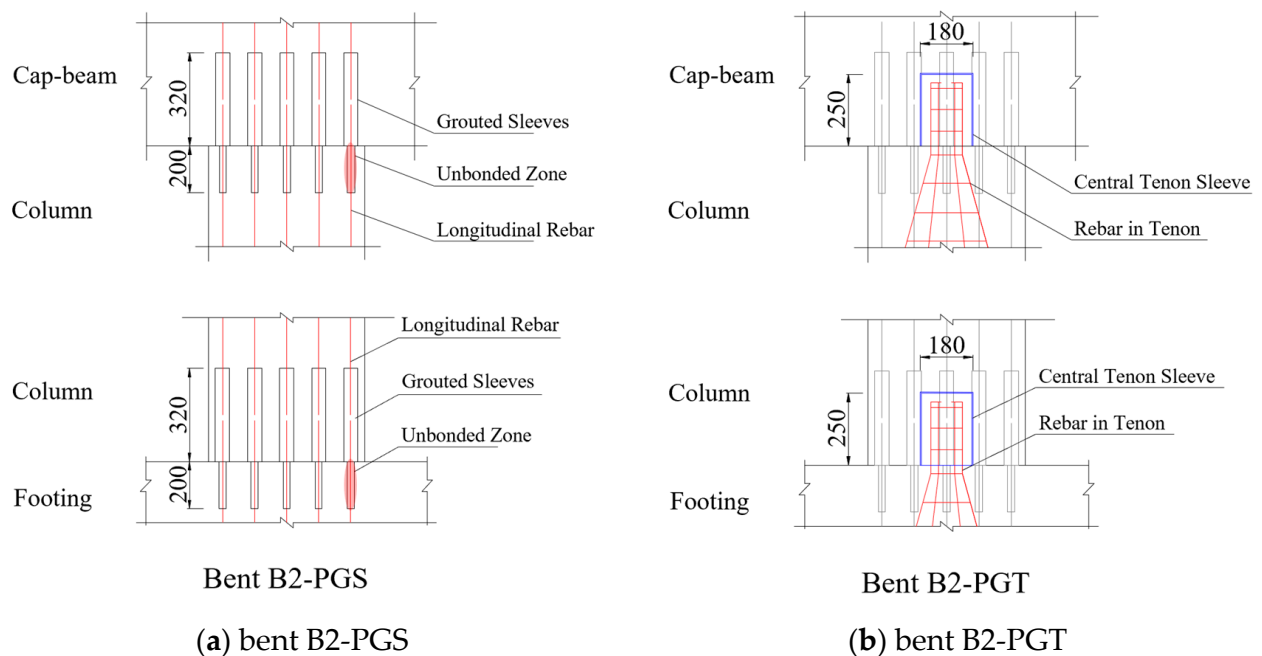 Cap-beam
320
Grouted Sleeves
200
Unbonded Zone
Column
Longitudinal Rebar
Longitudinal Rebar
Column
320
Grouted Sleeves
Unbonded Zone
200
Footing
Bent B2-PGS
(a) bent B2-PGS
180
Cap-beam
250
Central Tenon Sleeve
Column
Rebar in Tenon
180
Column
Central Tenon Sleeve
250
Rebar in Tenon
Footing
Bent B2-PGT
(b) bent B2-PGT